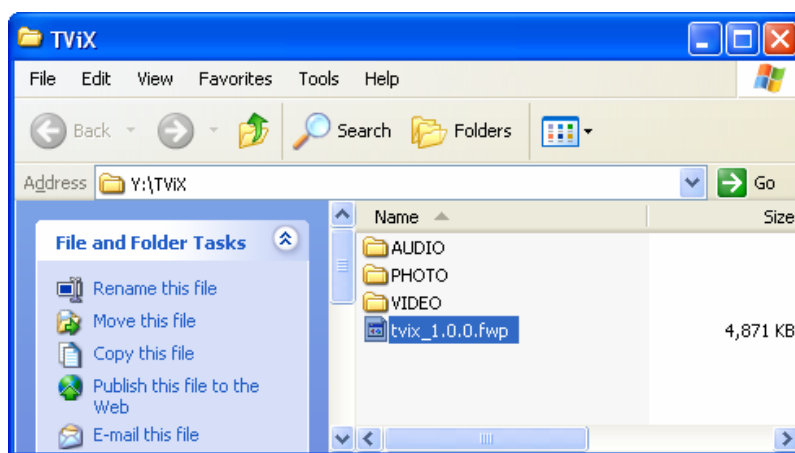 TViX
File Edit View Favorites Tools Help
Back Search Folders
Address Y:\TViX Go
Name Size
File and Folder Tasks
Rename this file
Move this file
Copy this file
Publish this file to the
Web
E-mail this file
AUDIO
PHOTO
VIDEO
tvix_1.0.0.fwp 4,871 KB